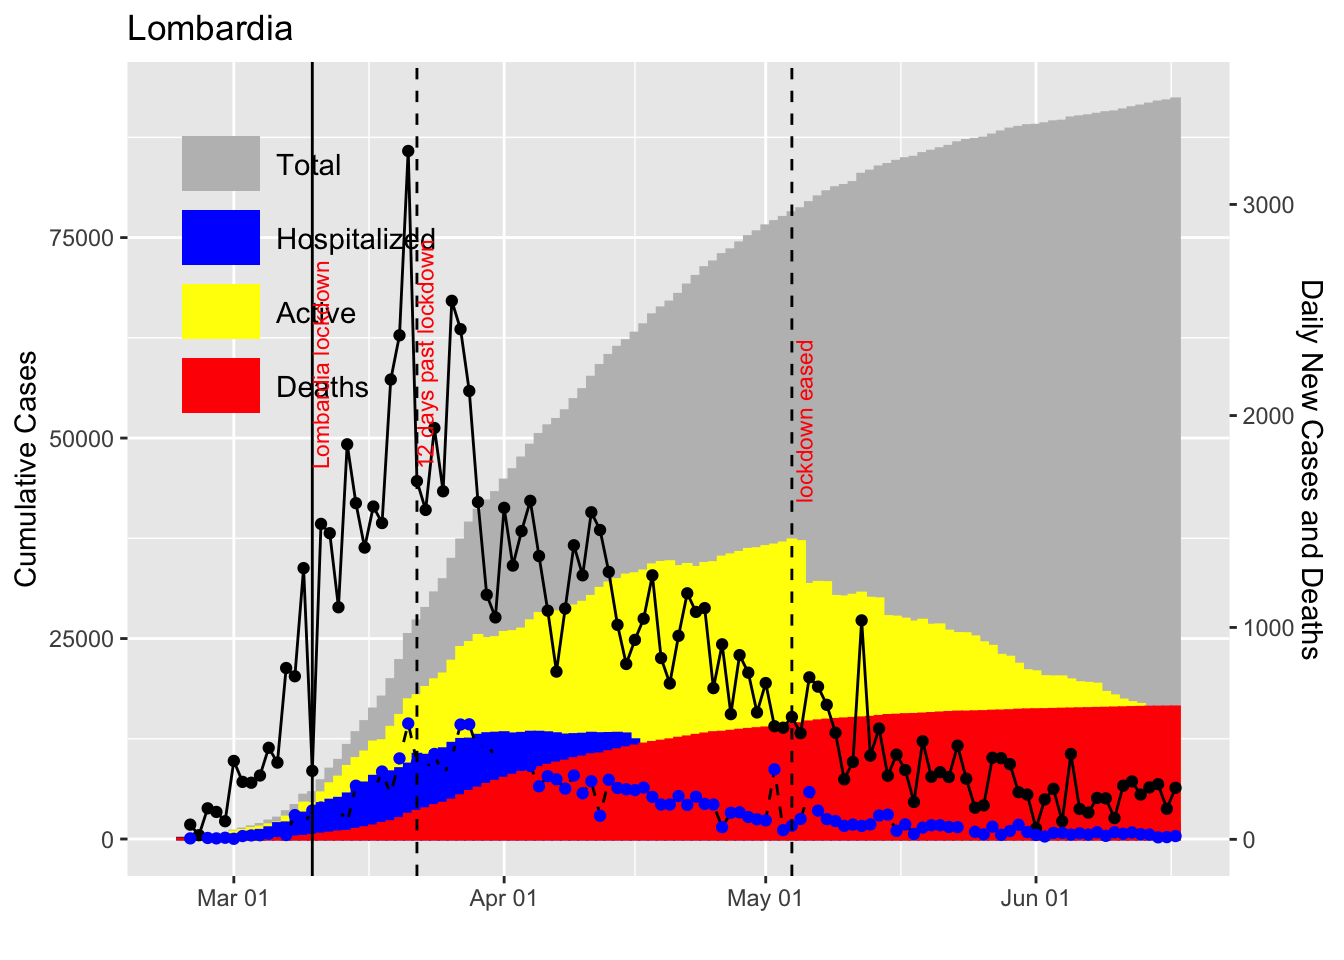 Lombardia
Total
Hospitalized
Active
Deaths
Lombardia lockdown
12 days past lockdown
lockdown eased
Cumulative Cases
75000
50000
25000
0
Daily New Cases and Deaths
3000
2000
1000
0
Mar 01
Apr 01
May 01
Jun 01